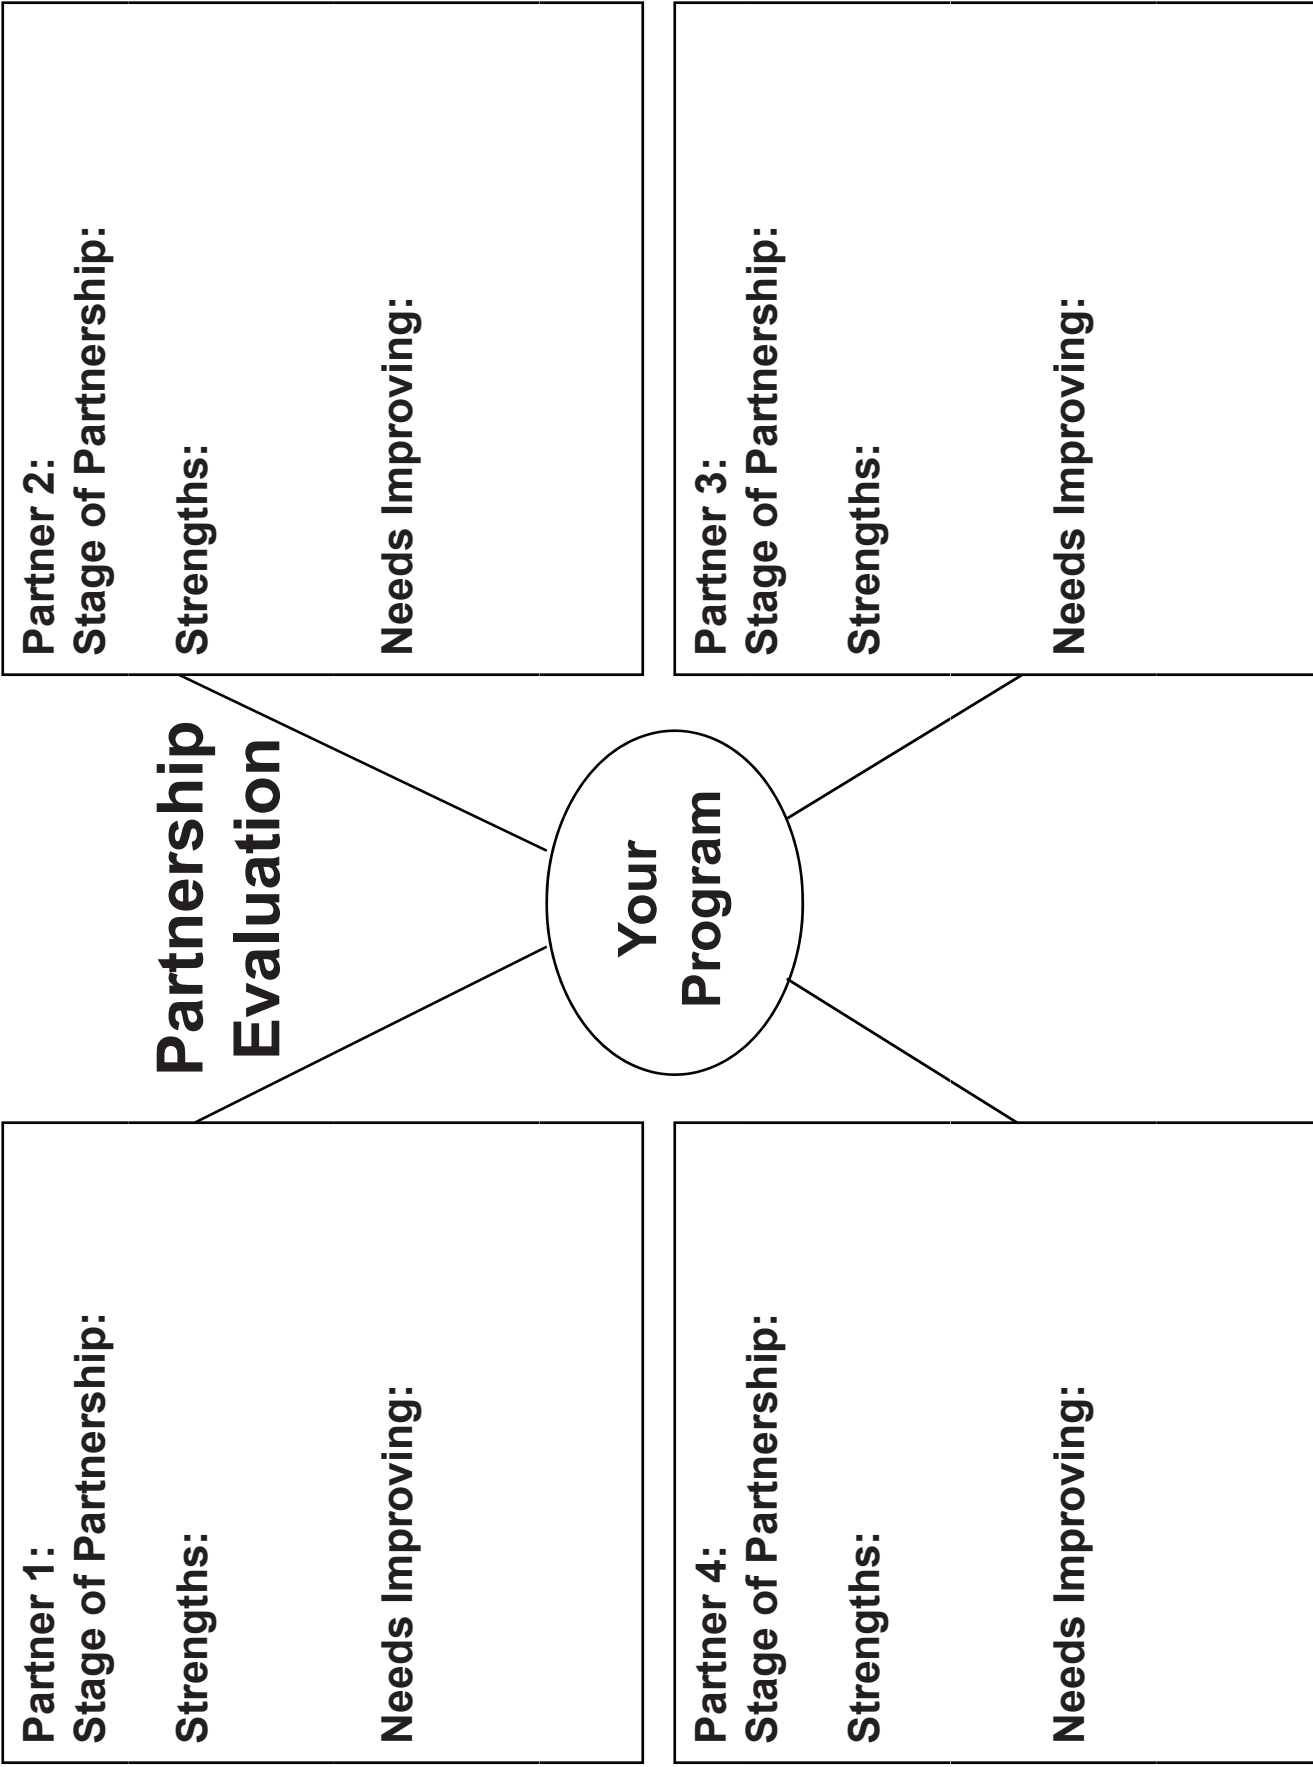 Partnership
Evaluation
Partner 1:
Stage of Partnership:
Strengths:
Needs Improving:
Partner 2:
Stage of Partnership:
Strengths:
Needs Improving:
Your
Program
Partner 4:
Stage of Partnership:
Strengths:
Needs Improving:
Partner 3:
Stage of Partnership:
Strengths:
Needs Improving: